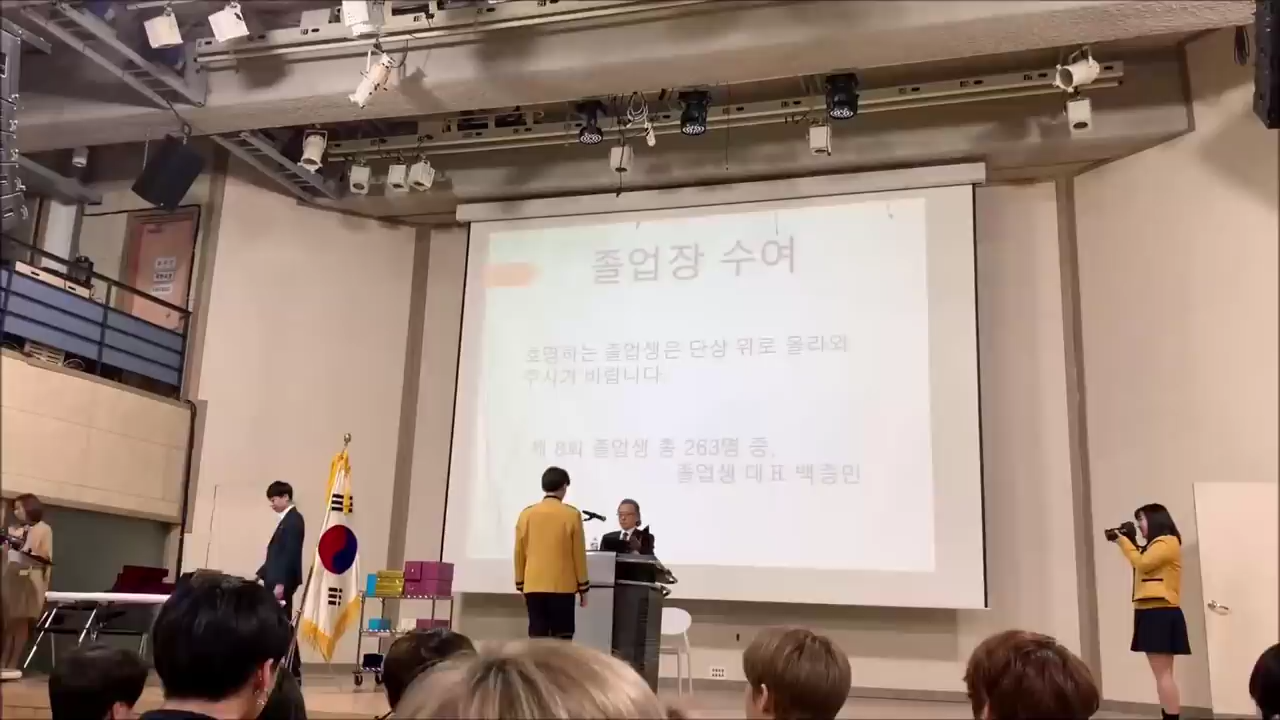 졸업장 수여
호명하는 졸업생은 단상 위로 올라와
주시기 바랍니다.
제 8회 졸업생 총 263명 중,
졸업생 대표 백승민